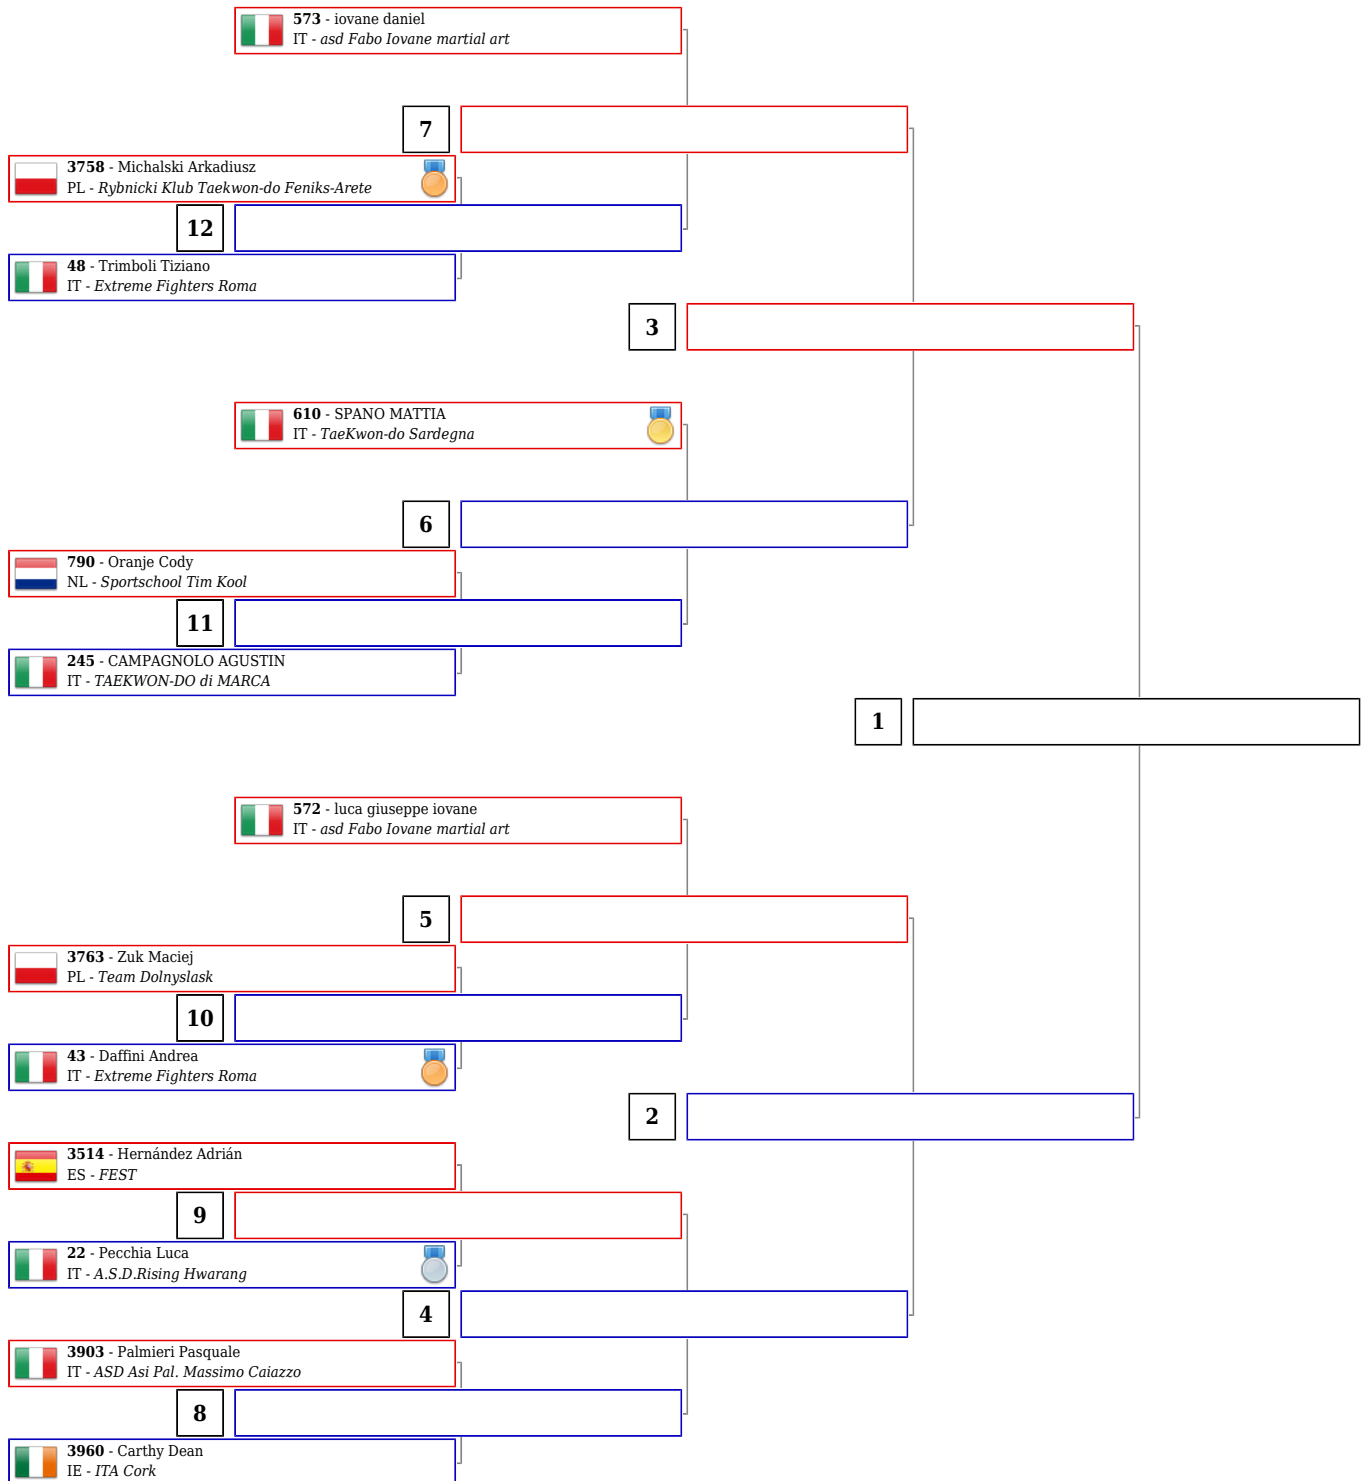 573 - iovane daniel
IT - asd Fabo Iovane martial art
7
3758 - Michalski Arkadiusz
PL - Rybnicki Klub Taekwon-do Feniks-Arete
12
48 - Trimboli Tiziano
IT - Extreme Fighters Roma
3
610 - SPANO MATTIA
IT - TaeKwon-do Sardegna
6
790 - Oranje Cody
NL - Sportschool Tim Kool
11
245 - CAMPAGNOLO AGUSTIN
IT - TAEKWON-DO di MARCA
1
572 - luca giuseppe iovane
IT - asd Fabo Iovane martial art
5
3763 - Zuk Maciej
PL - Team Dolnyslask
10
43 - Daffini Andrea
IT - Extreme Fighters Roma
2
3514 - Hernández Adrián
ES - FEST
9
22 - Pecchia Luca
IT - A.S.D.Rising Hwarang
4
3903 - Palmieri Pasquale
IT - ASD Asi Pal. Massimo Caiazzo
8
3960 - Carthy Dean
IE - ITA Cork